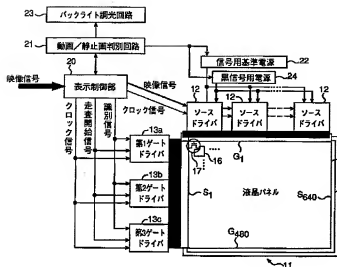 23
バックライト調光回路
21
動画/静止画判別回路
信号用基準電源
22
黒信号用電源
24
20
映像信号
映像信号
12
12
12
表示制御部
クロック信号
ソースドライバ
ソースドライバ
ソースドライバ
クロック信号
走査開始信号
識別信号
13a
第1ゲートドライバ
G1
16
17
S1
液晶パネル
S640
13b
第2ゲートドライバ
13c
第3ゲートドライバ
G480
11